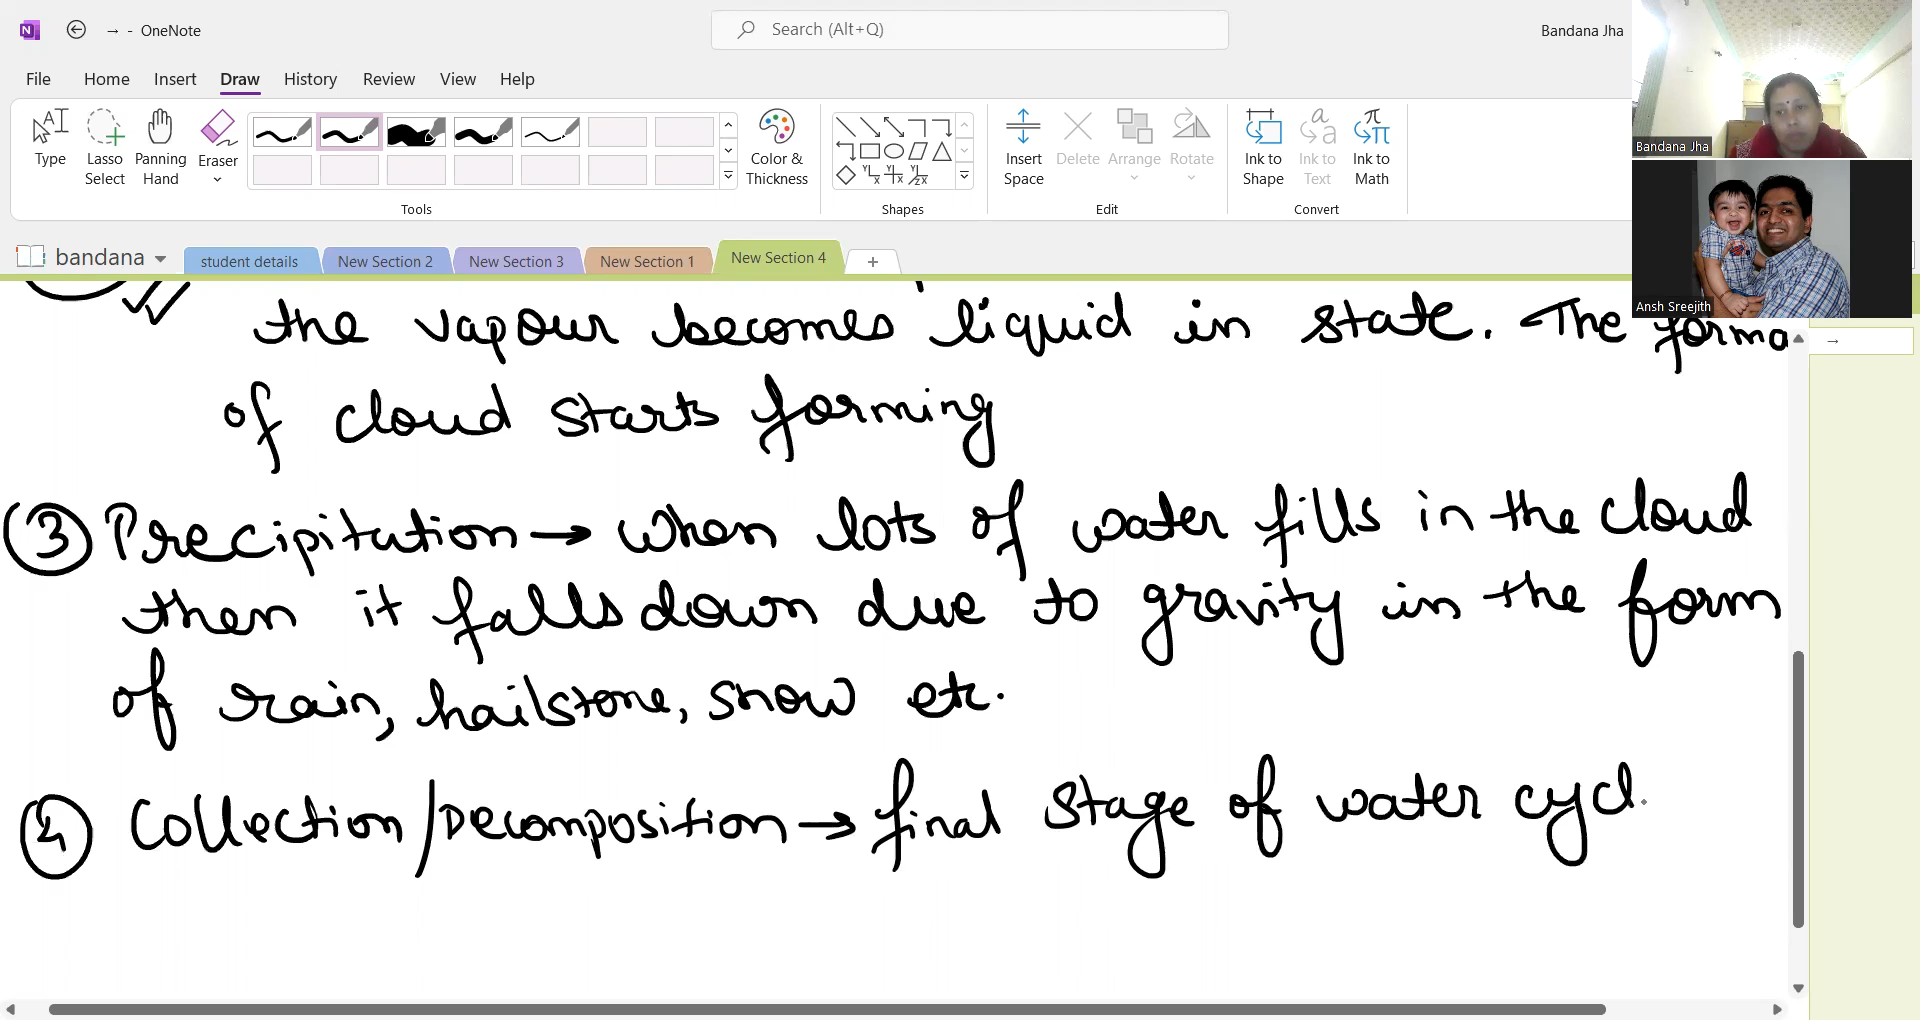 N → - OneNote
Search (Alt+Q)
Bandana Jha
File Home Insert Draw History Review View Help
Type
Lasso Select
Panning Hand
Eraser
Color & Thickness
Insert Space
Delete
Arrange
Rotate
Ink to Shape
Ink to Text
Ink to Math
Tools
Shapes
Edit
Convert
Bandana Jha
Ansh Sreejith
bandana
student details
New Section 2
New Section 3
New Section 1
New Section 4
+
the vapour becomes liquid in state. The forma
of cloud starts forming
3 Precipitation → when lots of water fills in the cloud
then it falls down due to gravity in the form
of rain, hailstone, snow etc.
4 Collection/Decomposition → final stage of water cycl
→